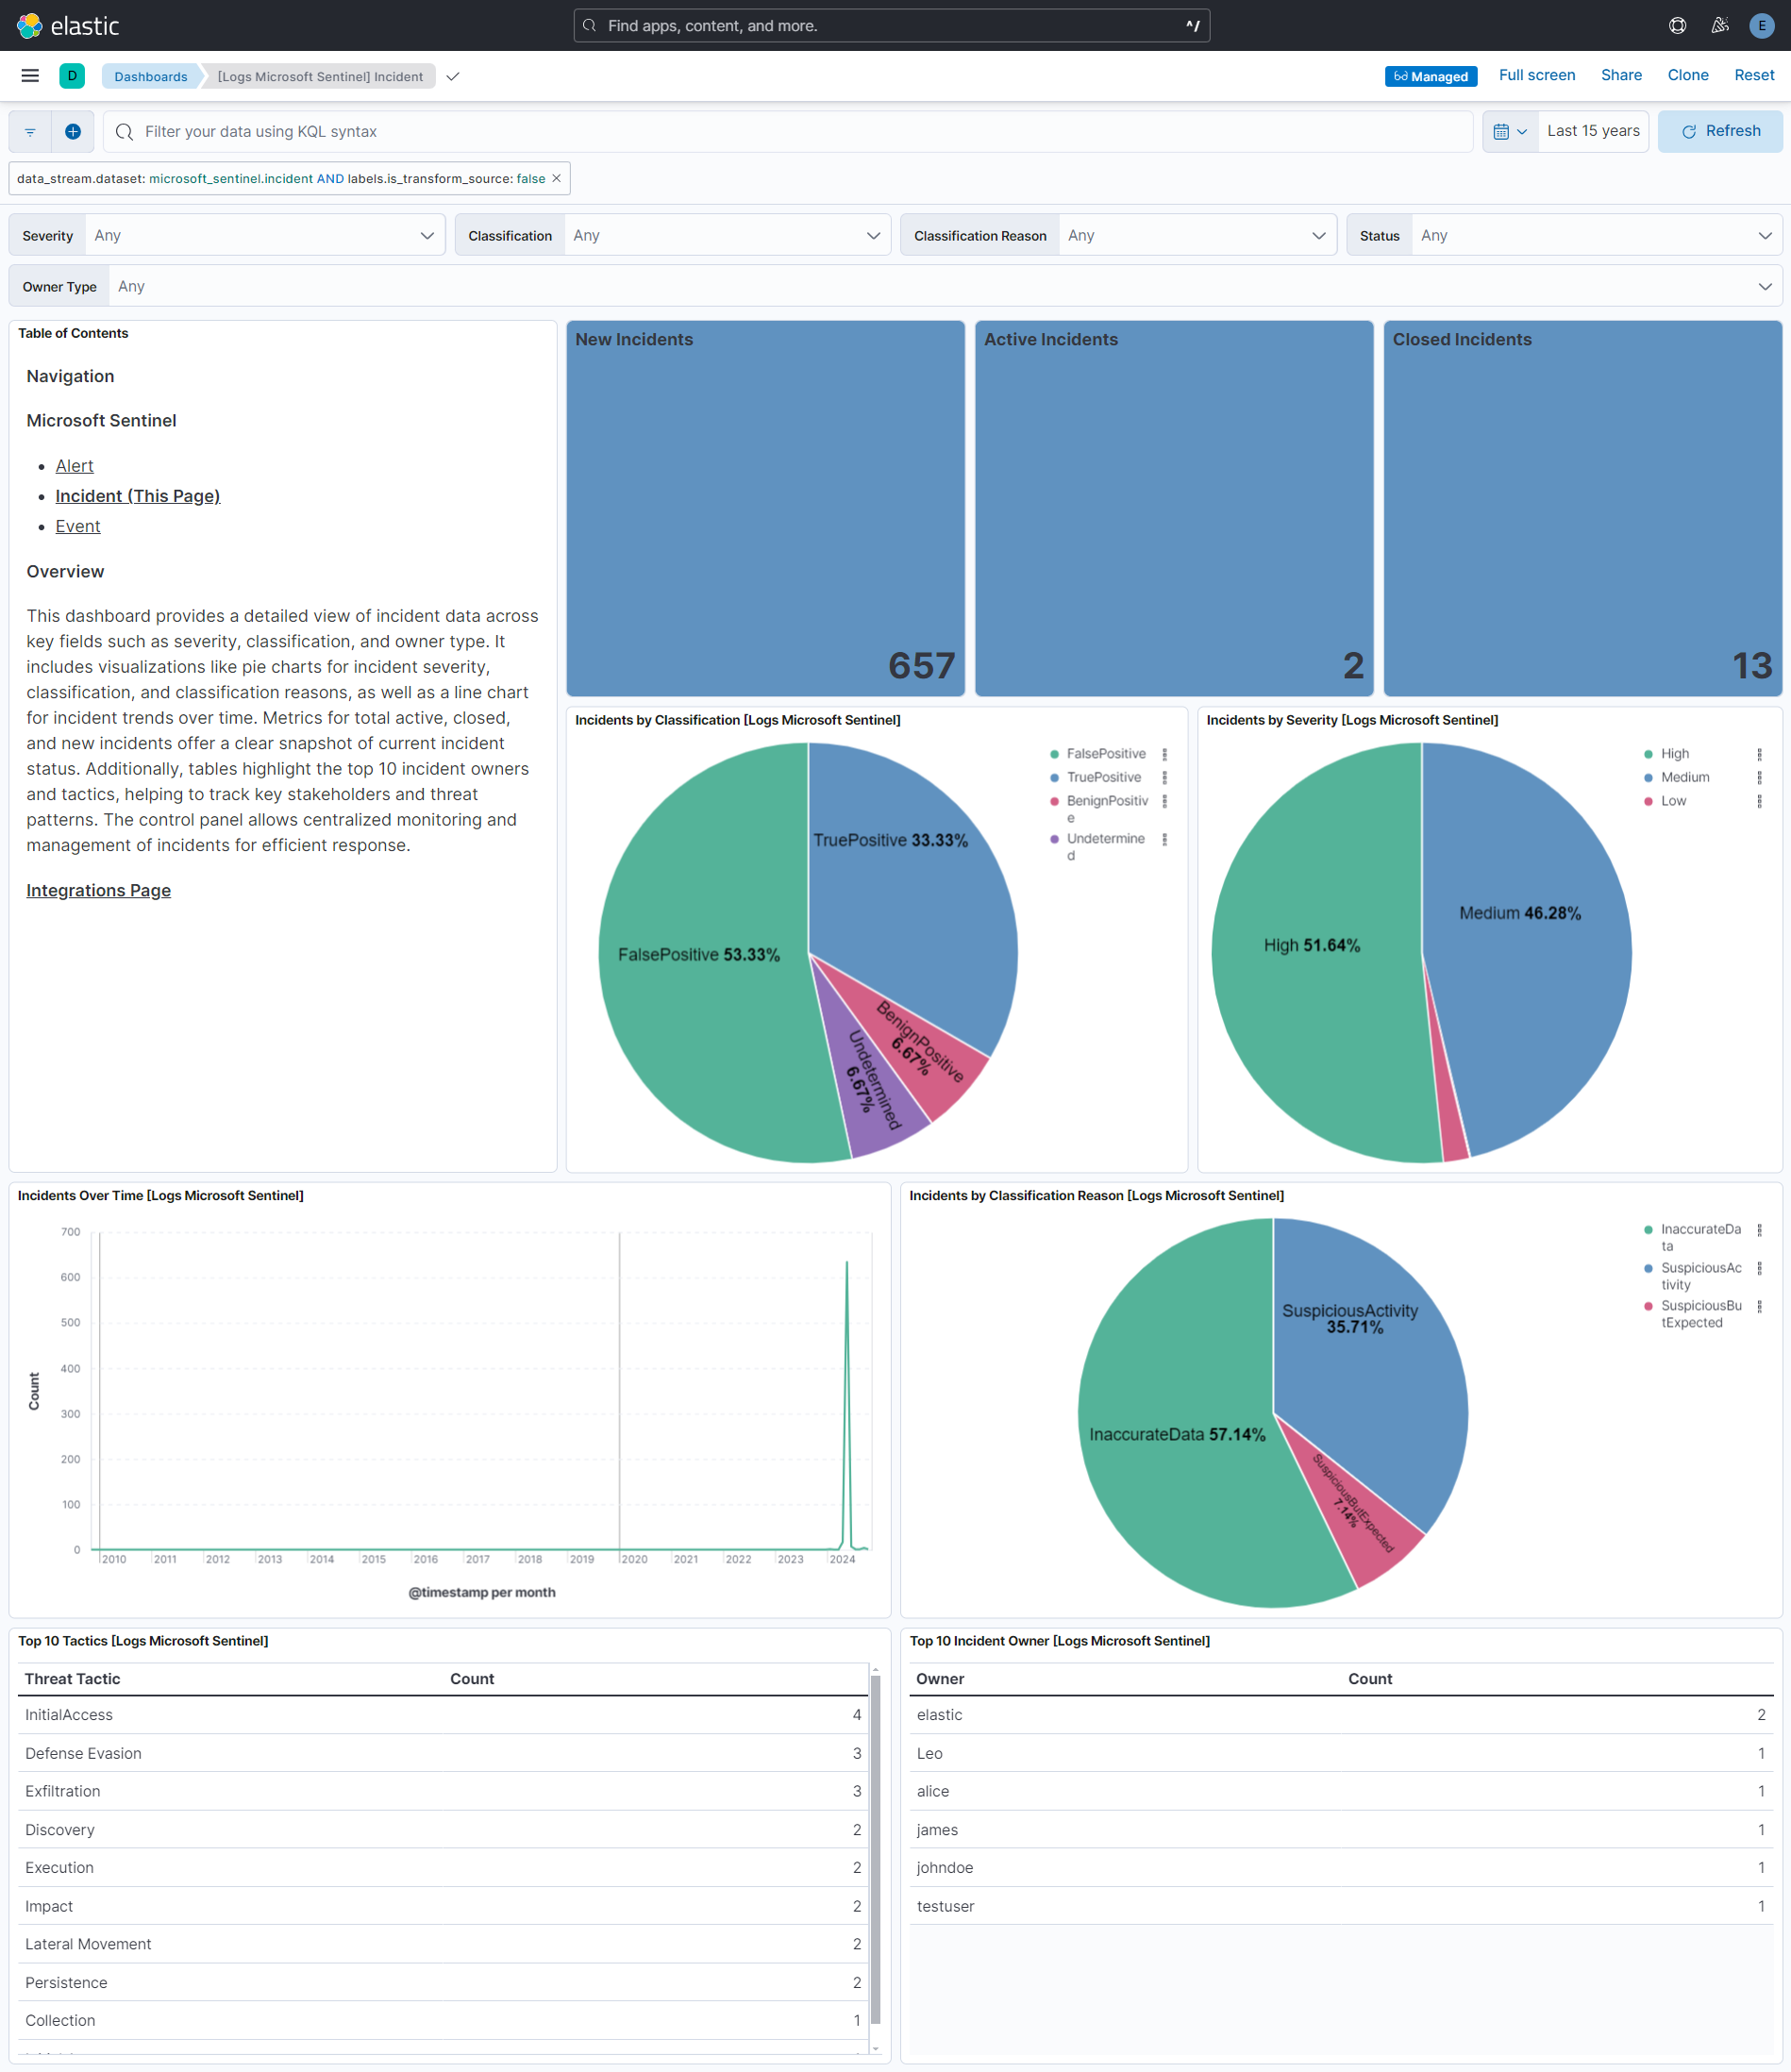 elastic
Find apps, content, and more.
^/
E
D
Dashboards
[Logs Microsoft Sentinel] Incident
Managed
Full screen
Share
Clone
Reset
Filter your data using KQL syntax
Last 15 years
Refresh
data_stream.dataset: microsoft_sentinel.incident AND labels.is_transform_source: false
Severity
Any
Classification
Any
Classification Reason
Any
Status
Any
Owner Type
Any
Table of Contents
Navigation
Microsoft Sentinel
• Alert
• Incident (This Page)
• Event
Overview
This dashboard provides a detailed view of incident data across
key fields such as severity, classification, and owner type. It
includes visualizations like pie charts for incident severity,
classification, and classification reasons, as well as a line chart
for incident trends over time. Metrics for total active, closed,
and new incidents offer a clear snapshot of current incident
status. Additionally, tables highlight the top 10 incident owners
and tactics, helping to track key stakeholders and threat
patterns. The control panel allows centralized monitoring and
management of incidents for efficient response.
Integrations Page
New Incidents
657
Active Incidents
2
Closed Incidents
13
Incidents by Classification [Logs Microsoft Sentinel]
TruePositive 33.33%
FalsePositive 53.33%
BenignPositive
6.67%
Undetermined
6.67%
FalsePositive
TruePositive
BenignPositiv
e
Undetermine
d
Incidents by Severity [Logs Microsoft Sentinel]
Medium 46.28%
High 51.64%
High
Medium
Low
Incidents Over Time [Logs Microsoft Sentinel]
700
600
500
400
300
200
100
0
Count
2010
2011
2012
2013
2014
2015
2016
2017
2018
2019
2020
2021
2022
2023
2024
@timestamp per month
Incidents by Classification Reason [Logs Microsoft Sentinel]
SuspiciousActivity
35.71%
InaccurateData 57.14%
SuspiciousButExpected
7.14%
InaccurateDa
ta
SuspiciousAc
tivity
SuspiciousBu
tExpected
Top 10 Tactics [Logs Microsoft Sentinel]
Threat Tactic Count
InitialAccess 4
Defense Evasion 3
Exfiltration 3
Discovery 2
Execution 2
Impact 2
Lateral Movement 2
Persistence 2
Collection 1
Top 10 Incident Owner [Logs Microsoft Sentinel]
Owner Count
elastic 2
Leo 1
alice 1
james 1
johndoe 1
testuser 1